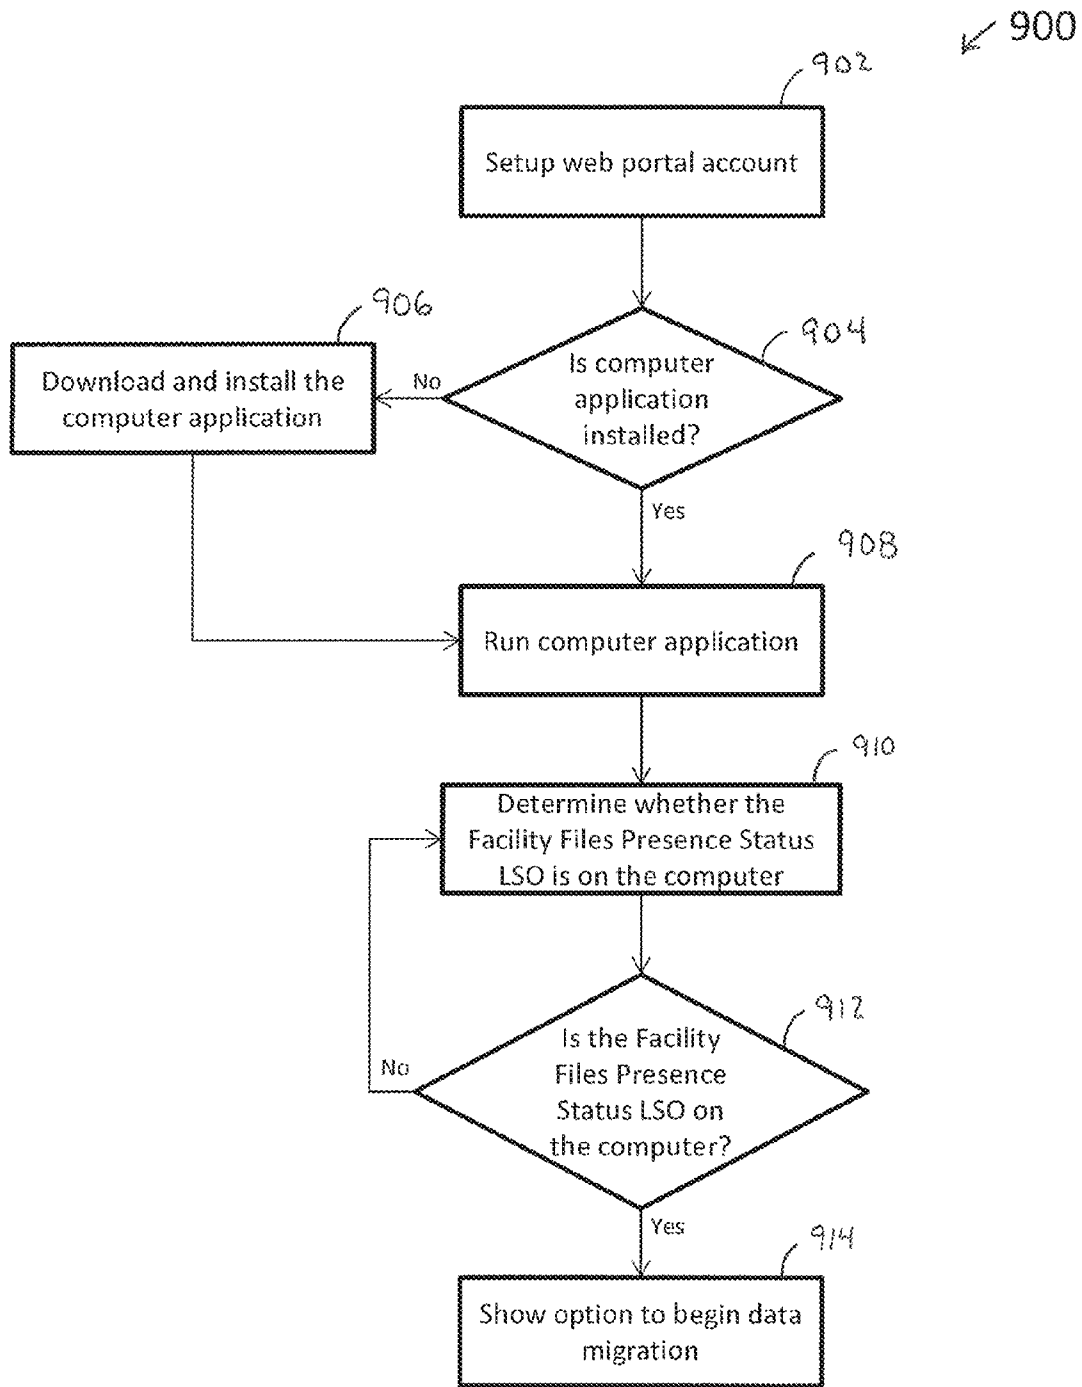 900
902
Setup web portal account
906
904
Download and install the
computer application
No
Is computer
application
installed?
Yes
908
Run computer application
910
Determine whether the
Facility Files Presence Status
LSO is on the computer
912
Is the Facility
Files Presence
Status LSO on
the computer?
No
Yes
914
Show option to begin data
migration